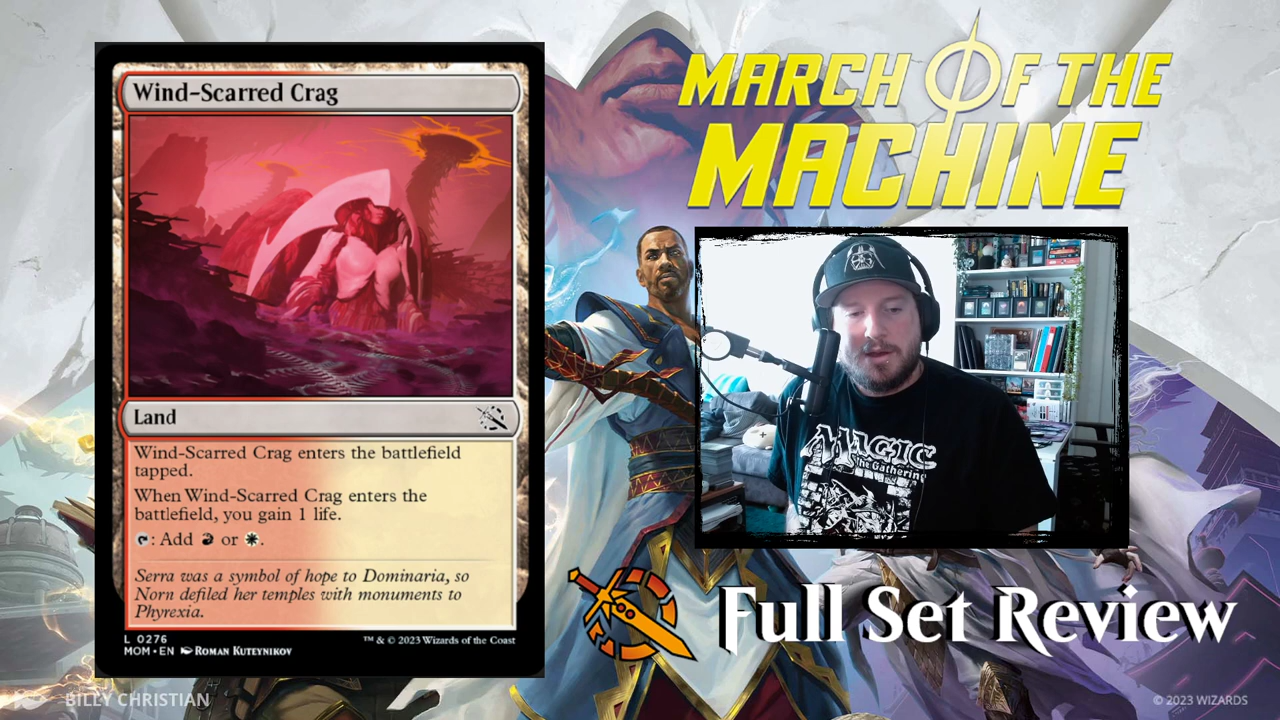 Wind-Scarred Crag
Land
Wind-Scarred Crag enters the battlefield
tapped.
When Wind-Scarred Crag enters the
battlefield, you gain 1 life.
: Add or .
Serra was a symbol of hope to Dominaria, so
Norn defiled her temples with monuments to
Phyrexia.
L 0276
MOM • EN Roman Kuteynikov
™ & © 2023 Wizards of the Coast
MARCH OF THE
MACHINE
MAGIC
The Gathering
Full Set Review
BILLY CHRISTIAN
© 2023 WIZARDS